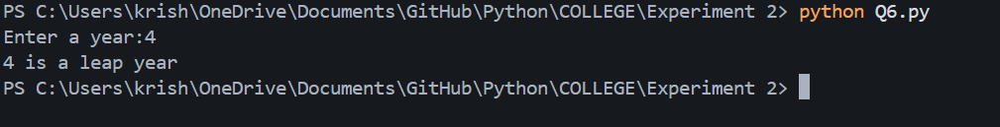 PS C:\Users\krish\OneDrive\Documents\GitHub\Python\COLLEGE\Experiment 2> python Q6.py
Enter a year:4
4 is a leap year
PS C:\Users\krish\OneDrive\Documents\GitHub\Python\COLLEGE\Experiment 2>